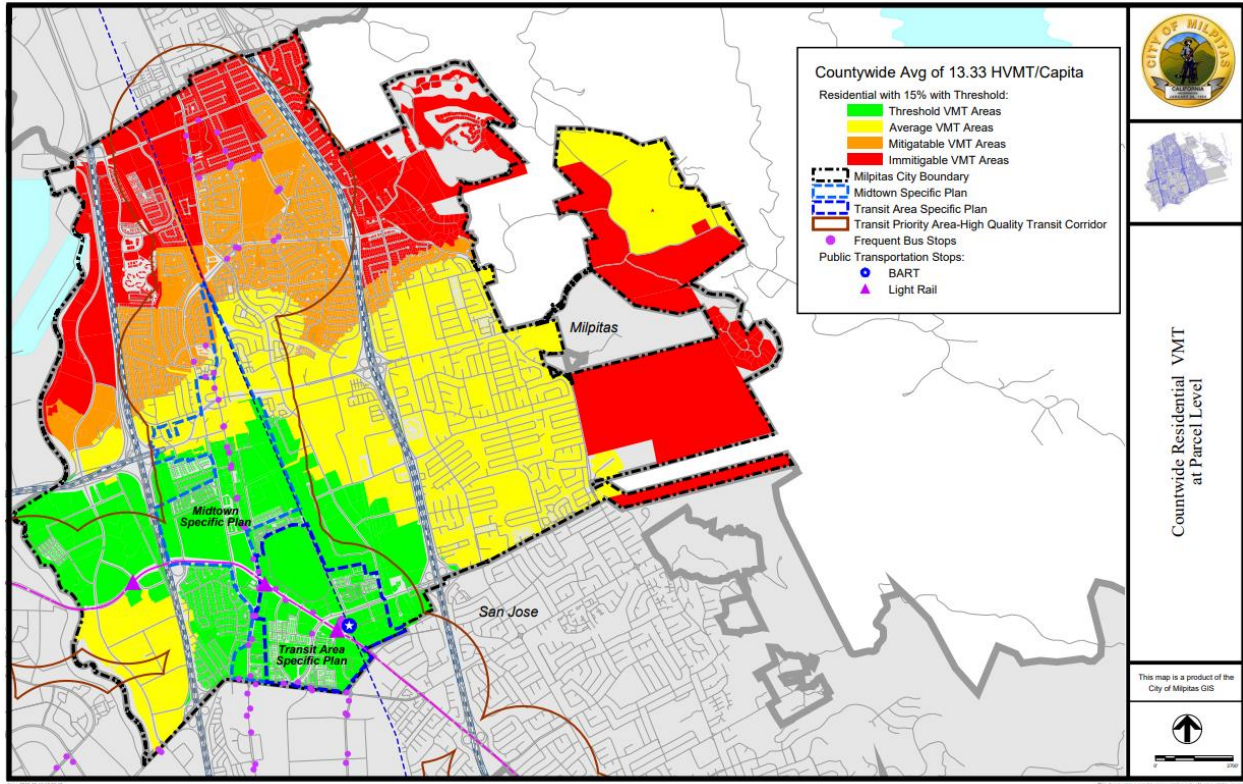 Countywide Avg of 13.33 HVMT/Capita
Residential with 15% with Threshold:
Threshold VMT Areas
Average VMT Areas
Mitigatable VMT Areas
Immitigable VMT Areas
Milpitas City Boundary
Midtown Specific Plan
Transit Area Specific Plan
Transit Priority Area-High Quality Transit Corridor
Frequent Bus Stops
Public Transportation Stops:
BART
Light Rail
Milpitas
Midtown
Specific Plan
San Jose
Transit Area
Specific Plan
CITY OF MILPITAS
CALIFORNIA
Countwide Residential VMT
at Parcel Level
This map is a product of the
City of Milpitas GIS